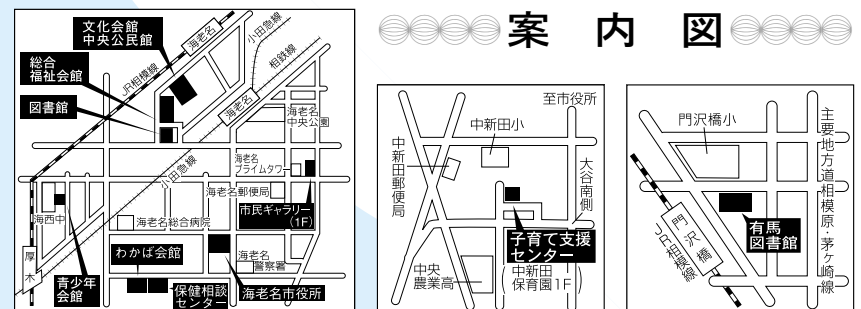 案内図
文化会館
中央公民館
総合
福祉会館
図書館
JR相模線
海老名
小田急線
相鉄線
海老名
海老名
中央公園
小田急線
海老名
プライムタワー
海老名郵便局
市民ギャラリー
(1F)
海西中
海老名総合病院
厚木
わかば会館
海老名
警察署
青少年
会館
保健相談
センター
海老名市役所
至市役所
中新田小
中新田郵便局
大谷南側
子育て支援
センター
(中新田
保育園1F)
中央
農業高
門沢橋小
主要地方道相模原・茅ヶ崎線
有馬
図書館
門沢橋
JR相模線